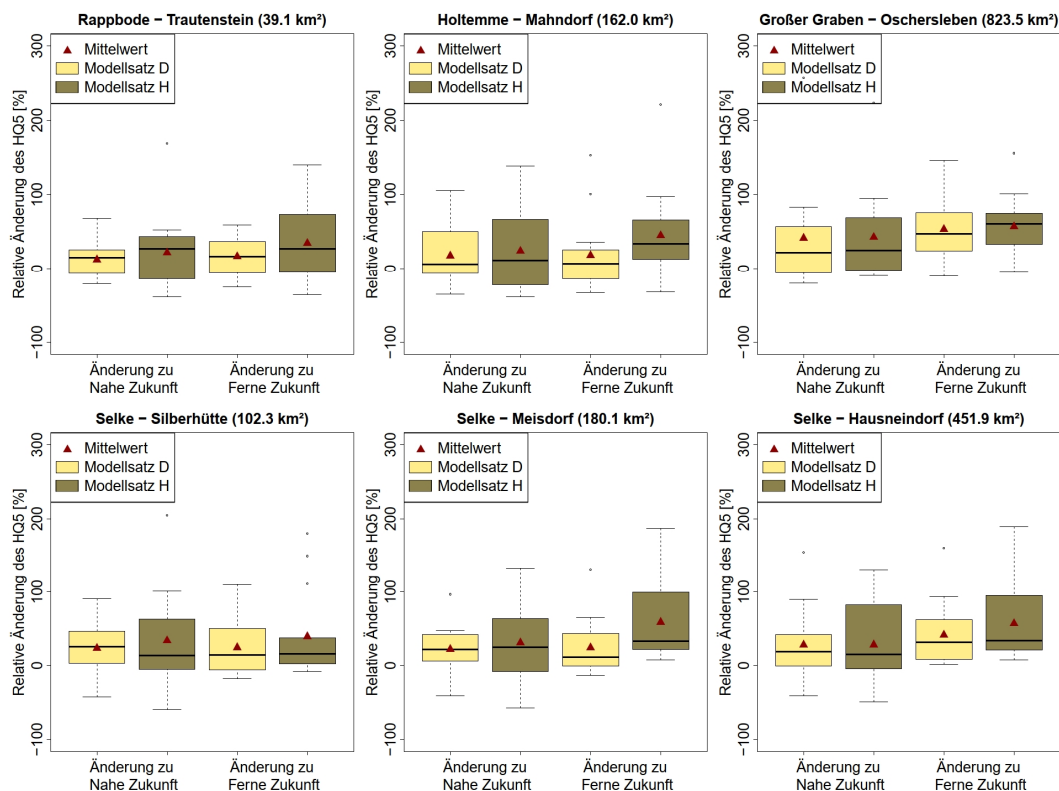 Rappbode − Trautenstein (39.1 km²)
Relative Änderung des HQ5 [%]
300
200
100
0
−100
Mittelwert
Modellsatz D
Modellsatz H
Änderung zu
Nahe Zukunft
Änderung zu
Ferne Zukunft
Holtemme − Mahndorf (162.0 km²)
Relative Änderung des HQ5 [%]
300
200
100
0
−100
Mittelwert
Modellsatz D
Modellsatz H
Änderung zu
Nahe Zukunft
Änderung zu
Ferne Zukunft
Großer Graben − Oschersleben (823.5 km²)
Relative Änderung des HQ5 [%]
300
200
100
0
−100
Mittelwert
Modellsatz D
Modellsatz H
Änderung zu
Nahe Zukunft
Änderung zu
Ferne Zukunft
Selke − Silberhütte (102.3 km²)
Relative Änderung des HQ5 [%]
300
200
100
0
−100
Mittelwert
Modellsatz D
Modellsatz H
Änderung zu
Nahe Zukunft
Änderung zu
Ferne Zukunft
Selke − Meisdorf (180.1 km²)
Relative Änderung des HQ5 [%]
300
200
100
0
−100
Mittelwert
Modellsatz D
Modellsatz H
Änderung zu
Nahe Zukunft
Änderung zu
Ferne Zukunft
Selke − Hausneindorf (451.9 km²)
Relative Änderung des HQ5 [%]
300
200
100
0
−100
Mittelwert
Modellsatz D
Modellsatz H
Änderung zu
Nahe Zukunft
Änderung zu
Ferne Zukunft